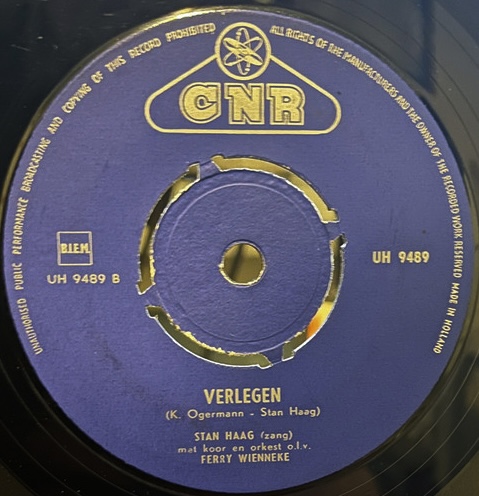 UNAUTHORISED PUBLIC PERFORMANCE BROADCASTING AND COPYING OF THIS RECORD PROHIBITED
ALL RIGHTS OF THE MANUFACTURERS AND THE OWNER OF THE RECORDED WORK RESERVED MADE IN HOLLAND
CNR
B.I.E.M.
UH 9489 B
UH 9489
VERLEGEN
(K. Ogermann - Stan Haag)
STAN HAAG (zang)
met koor en orkest o.l.v.
FERRY WIENNEKE